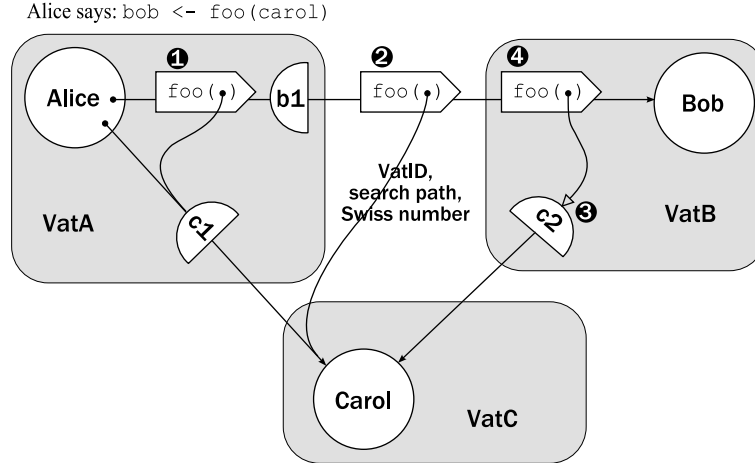 Alice says: bob <- foo(carol)
❶
❷
❹
Alice
foo( )
b1
foo( )
foo( )
Bob
VatID,
search path,
Swiss number
VatA
c1
c2
❸
VatB
Carol
VatC